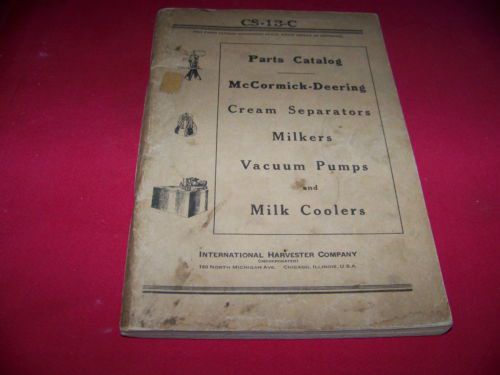 CS-13-C
Parts Catalog
McCormick-Deering
Cream Separators
Milkers
Vacuum Pumps
and
Milk Coolers
INTERNATIONAL HARVESTER COMPANY
(INCORPORATED)
180 NORTH MICHIGAN AVE. CHICAGO, ILLINOIS, U.S.A.